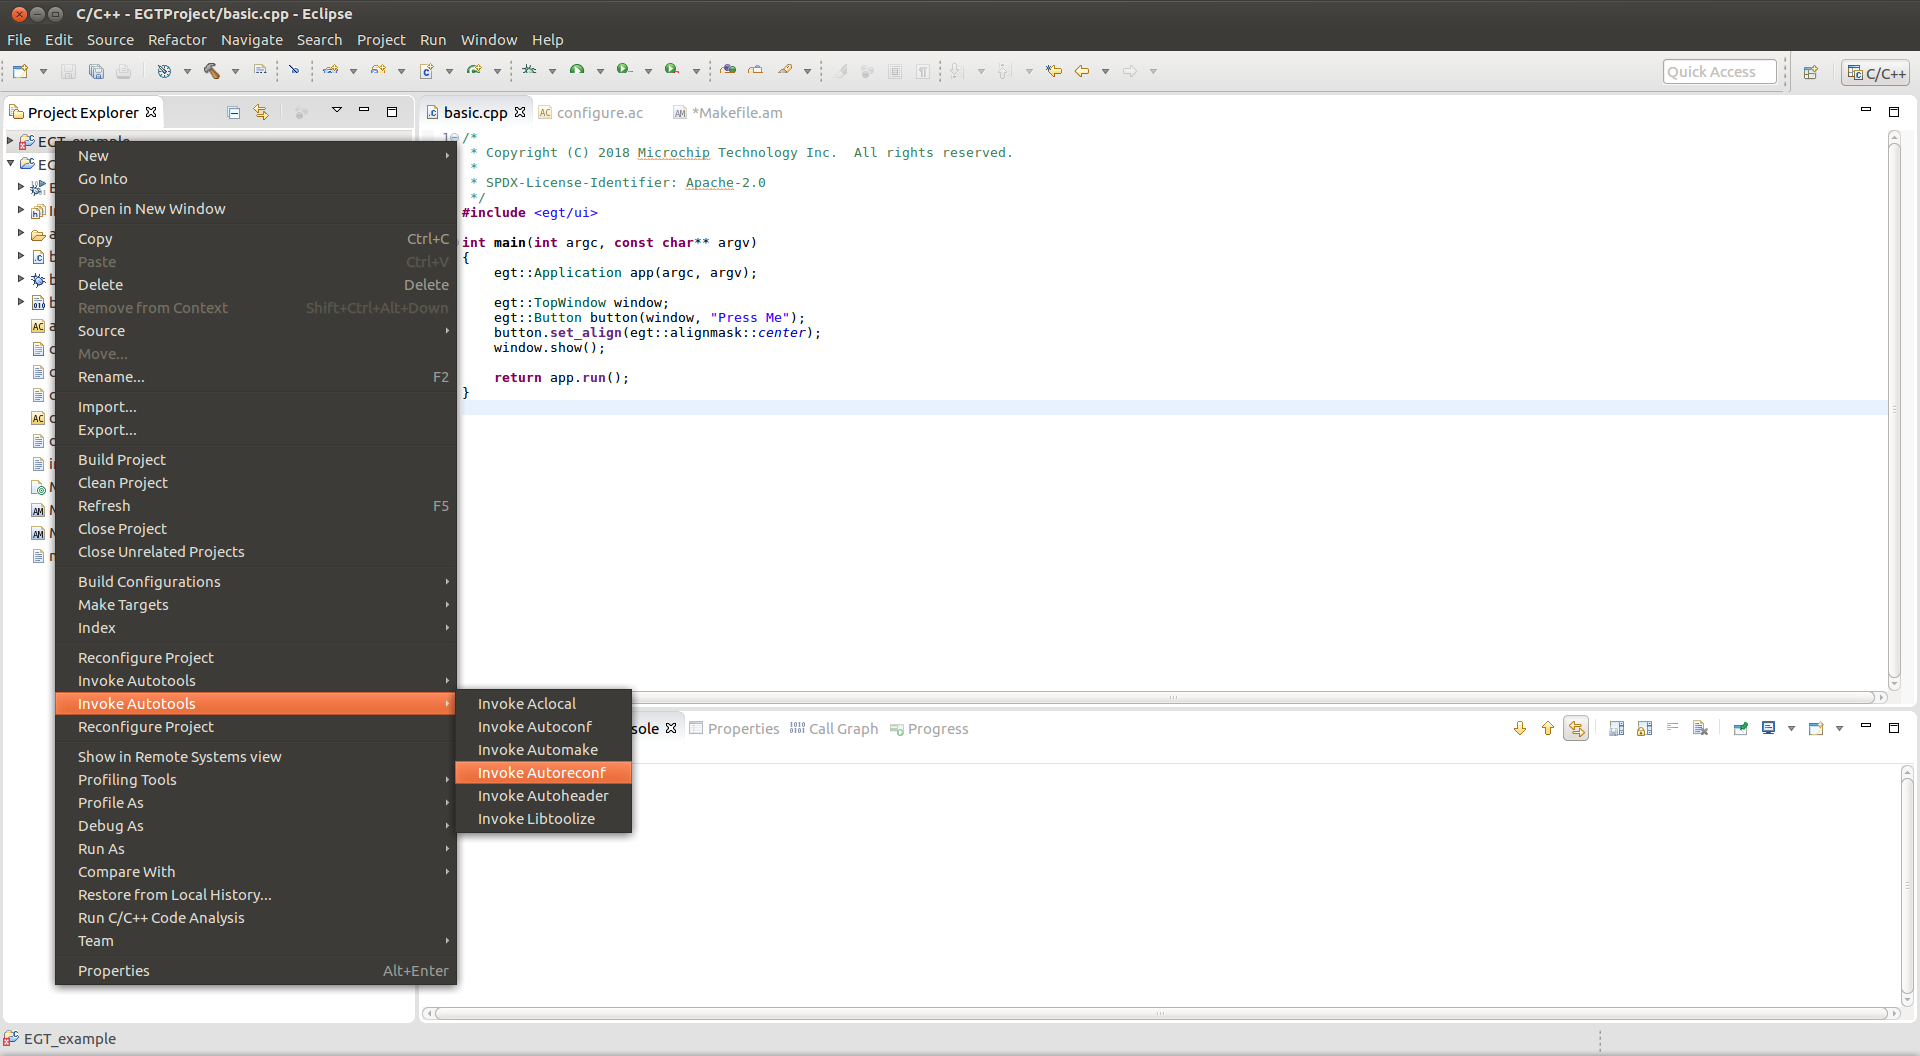 C/C++ - EGTProject/basic.cpp - Eclipse
File Edit Source Refactor Navigate Search Project Run Window Help
Quick Access
C/C++
Project Explorer
EGT_example
New
Go Into
Open in New Window
Copy Ctrl+C
Paste Ctrl+V
Delete Delete
Remove from Context Shift+Ctrl+Alt+Down
Source
Move...
Rename... F2
Import...
Export...
Build Project
Clean Project
Refresh F5
Close Project
Close Unrelated Projects
Build Configurations
Make Targets
Index
Reconfigure Project
Invoke Autotools
Invoke Autotools
Reconfigure Project
Show in Remote Systems view
Profiling Tools
Profile As
Debug As
Run As
Compare With
Restore from Local History...
Run C/C++ Code Analysis
Team
Properties Alt+Enter
Invoke Aclocal
Invoke Autoconf
Invoke Automake
Invoke Autoreconf
Invoke Autoheader
Invoke Libtoolize
basic.cpp configure.ac *Makefile.am
1 /*
* Copyright (C) 2018 Microchip Technology Inc.  All rights reserved.
*
* SPDX-License-Identifier: Apache-2.0
*/
#include <egt/ui>
int main(int argc, const char** argv)
{
egt::Application app(argc, argv);
egt::TopWindow window;
egt::Button button(window, "Press Me");
button.set_align(egt::alignmask::center);
window.show();
return app.run();
}
sole Properties Call Graph Progress
EGT_example